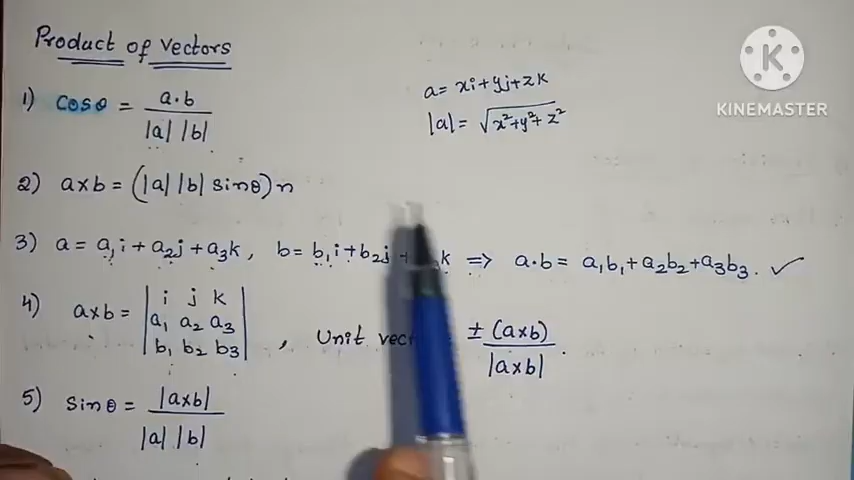 Product of vectors
1) cosθ = a·b / |a| |b|
a = xi+yj+zk
|a| = √x²+y²+z²
2) a×b = (|a| |b| sinθ)n
3) a = a₁i + a₂j + a₃k, b = b₁i + b₂j + k ⇒ a·b = a₁b₁+a₂b₂+a₃b₃. ✓
4) a×b = | i j k
a₁ a₂ a₃
b₁ b₂ b₃ | , Unit ± (a×b) / |a×b| .
5) sinθ = |a×b| / |a| |b|
K
KINEMASTER